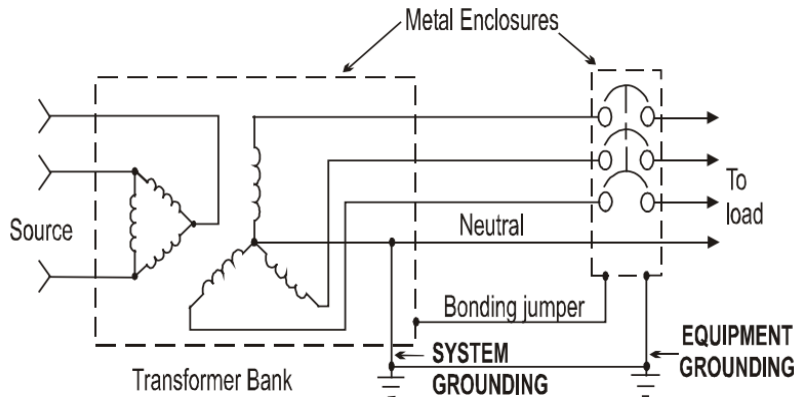 Metal Enclosures
Source
Neutral
To
load
Bonding jumper
Transformer Bank
SYSTEM
GROUNDING
EQUIPMENT
GROUNDING